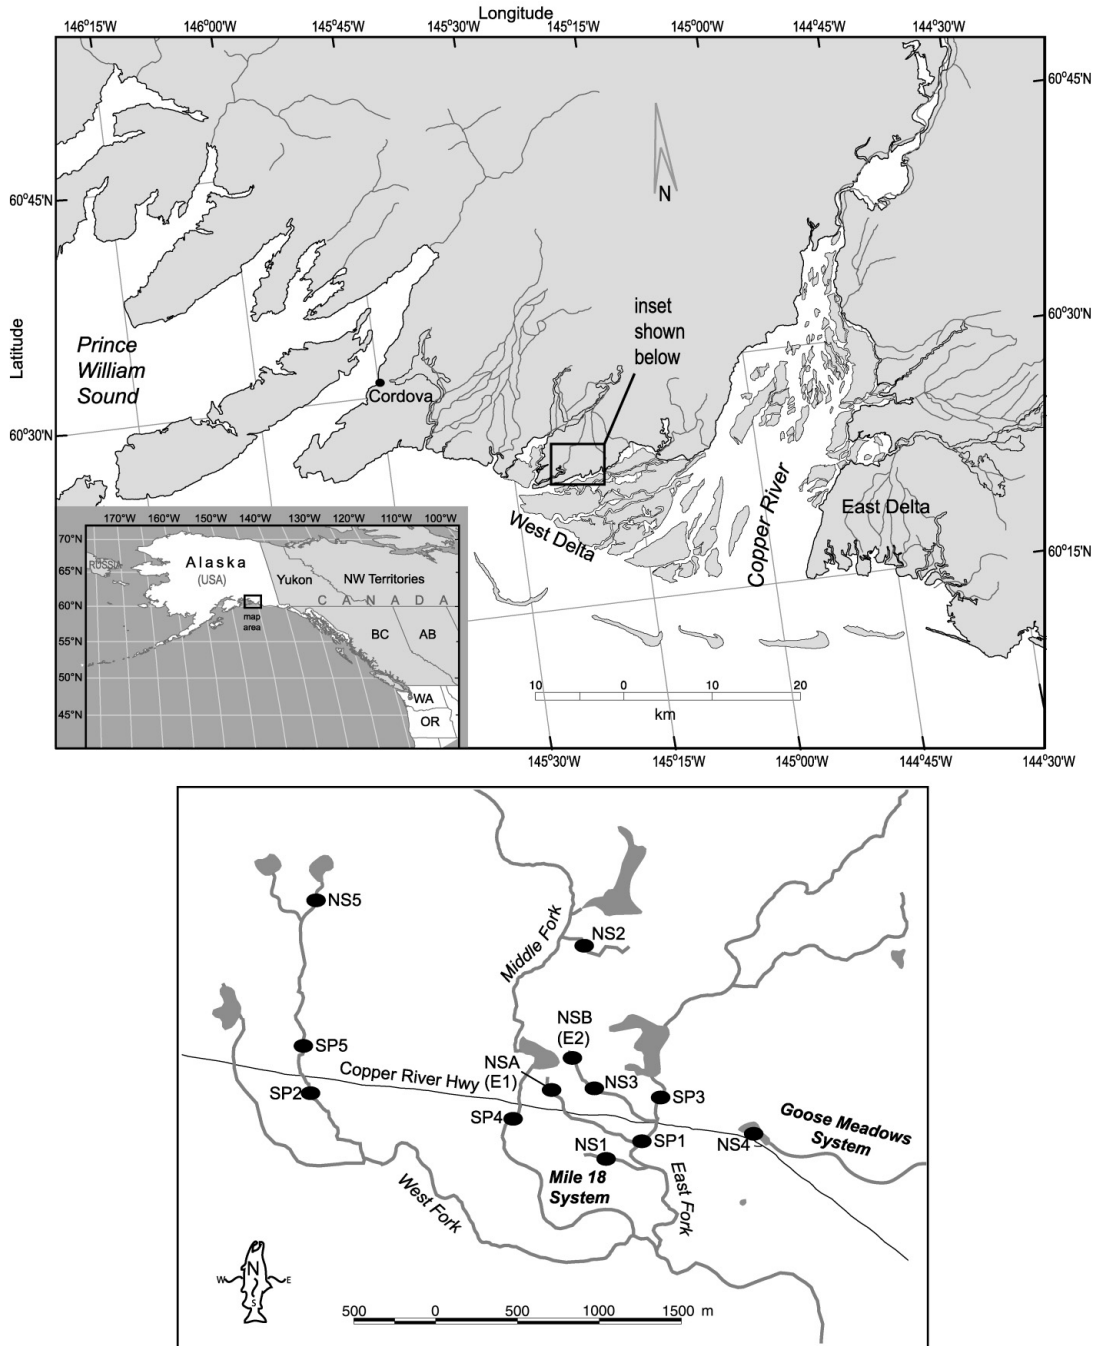 Longitude
146°15'W 146°00'W 145°45'W 145°30'W 145°15'W 145°00'W 144°45'W 144°30'W
60°45'N
60°45'N
N
Latitude
inset
shown
below
60°30'N
Prince
William
Sound
Cordova
60°30'N
West Delta
Copper River
East Delta
60°15'N
170°W 160°W 150°W 140°W 130°W 120°W 110°W 100°W
70°N
65°N
60°N
55°N
50°N
45°N
RUSSIA
Alaska
(USA)
Yukon
NW Territories
CANADA
map
area
BC
AB
WA
OR
10 0 10 20
km
145°30'W 145°15'W 145°00'W 144°45'W 144°30'W
NS5
Middle Fork
NS2
NSB
(E2)
SP5
NSA
(E1)
Copper River Hwy
NS3
SP2
SP3
SP4
Goose Meadows
System
NS1
SP1
NS4
Mile 18
System
West Fork
East Fork
N
W
E
S
500 0 500 1000 1500 m